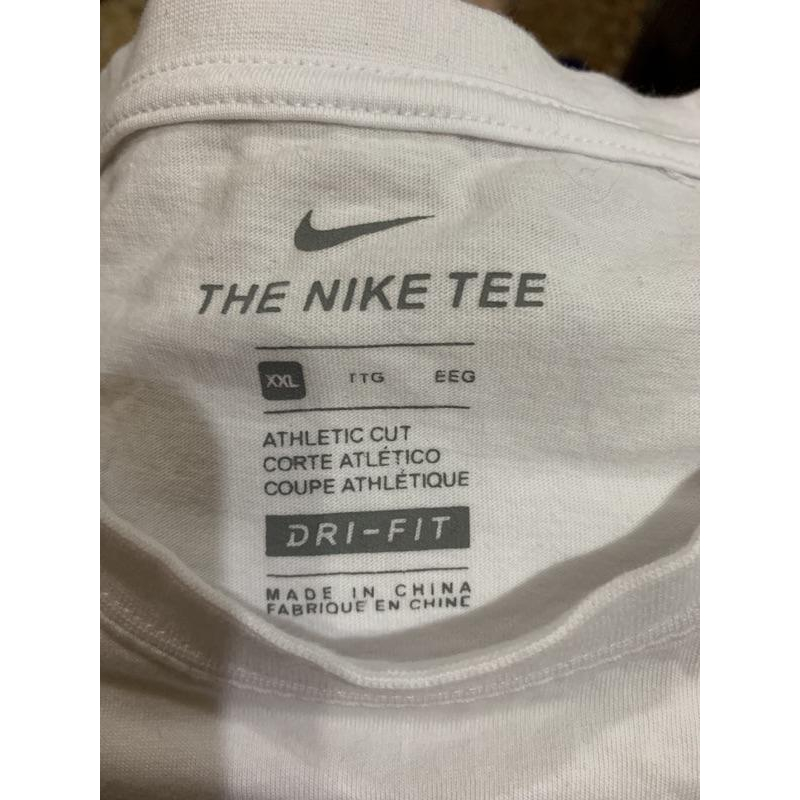 THE NIKE TEE
XXL TTG EEG
ATHLETIC CUT
CORTE ATLÉTICO
COUPE ATHLÉTIQUE
DRI-FIT
MADE IN CHINA
FABRIQUE EN CHINE